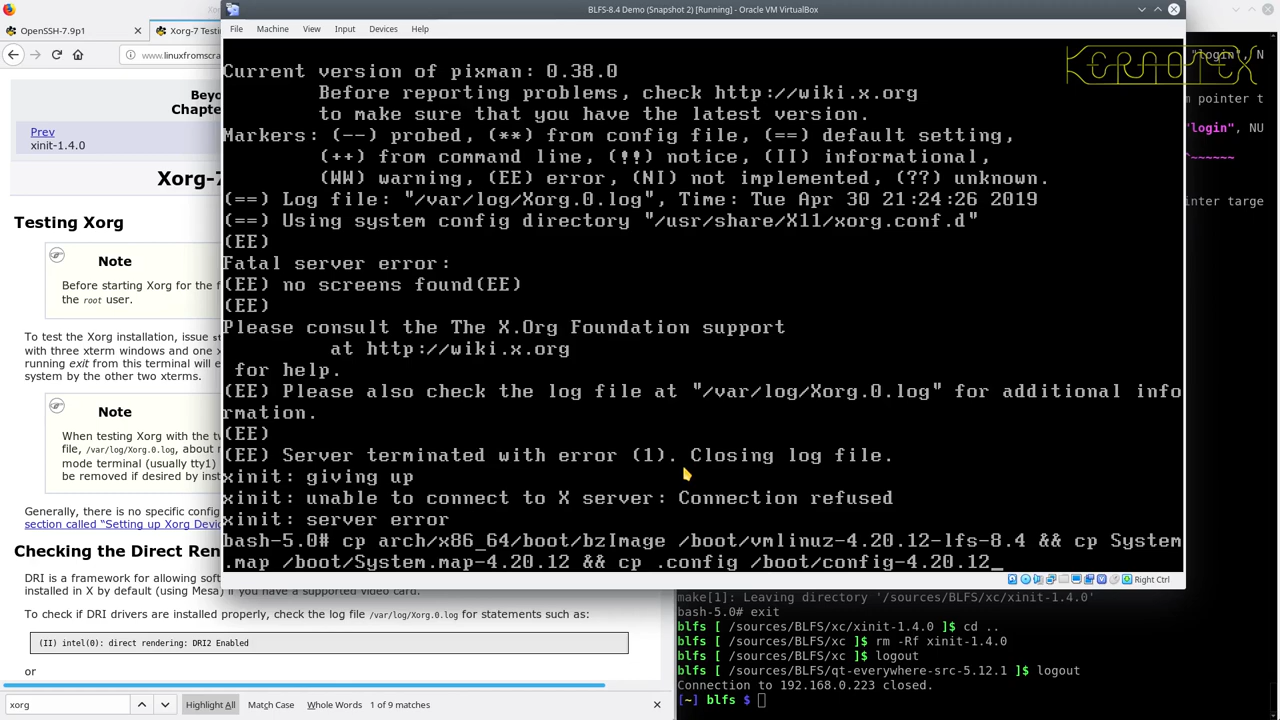 BLFS-8.4 Demo (Snapshot 2) [Running] - Oracle VM VirtualBox
File Machine View Input Devices Help
OpenSSH-7.9p1
Xorg-7 Testi
www.linuxfromscra
Beyo
Chapte
Prev
xinit-1.4.0
Xorg-7
Testing Xorg
Note
Before starting Xorg for the f
the root user.
To test the Xorg installation, issue st
with three xterm windows and one x
running exit from this terminal will e
system by the other two xterms.
Note
When testing Xorg with the tw
file, /var/log/Xorg.0.log, about n
mode terminal (usually tty1)
be removed if desired by inst
Generally, there is no specific config
section called “Setting up Xorg Devic
Checking the Direct Ren
DRI is a framework for allowing soft
installed in X by default (using Mesa) if you have a supported video card.
To check if DRI drivers are installed properly, check the log file /var/log/Xorg.0.log for statements such as:
(II) intel(0): direct rendering: DRI2 Enabled
or
xorg
Highlight All Match Case Whole Words 1 of 9 matches
Current version of pixman: 0.38.0
Before reporting problems, check http://wiki.x.org
to make sure that you have the latest version.
Markers: (--) probed, (**) from config file, (==) default setting,
(++) from command line, (!!) notice, (II) informational,
(WW) warning, (EE) error, (NI) not implemented, (??) unknown.
(==) Log file: "/var/log/Xorg.0.log", Time: Tue Apr 30 21:24:26 2019
(==) Using system config directory "/usr/share/X11/xorg.conf.d"
(EE)
Fatal server error:
(EE) no screens found(EE)
(EE)
Please consult the The X.Org Foundation support
at http://wiki.x.org
for help.
(EE) Please also check the log file at "/var/log/Xorg.0.log" for additional info
rmation.
(EE)
(EE) Server terminated with error (1). Closing log file.
xinit: giving up
xinit: unable to connect to X server: Connection refused
xinit: server error
bash-5.0# cp arch/x86_64/boot/bzImage /boot/vmlinuz-4.20.12-lfs-8.4 && cp System
.map /boot/System.map-4.20.12 && cp .config /boot/config-4.20.12_
Right Ctrl
"login", N
m pointer t
"login", NU
^~~~~~~
inter targe
make[1]: Leaving directory '/sources/BLFS/xc/xinit-1.4.0'
bash-5.0# exit
blfs [ /sources/BLFS/xc/xinit-1.4.0 ]$ cd ..
blfs [ /sources/BLFS/xc ]$ rm -Rf xinit-1.4.0
blfs [ /sources/BLFS/xc ]$ logout
blfs [ /sources/BLFS/qt-everywhere-src-5.12.1 ]$ logout
Connection to 192.168.0.223 closed.
[~] blfs $